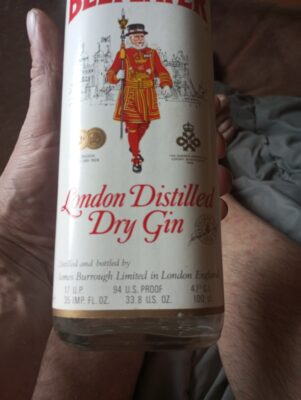 BEEFEATER
London Distilled
Dry Gin
Distilled and bottled by
James Burrough Limited in London England
17 U.P. 94 U.S. PROOF 47° G.L.
35 IMP. FL. OZ. 33.8 U.S. OZ. 100 cl